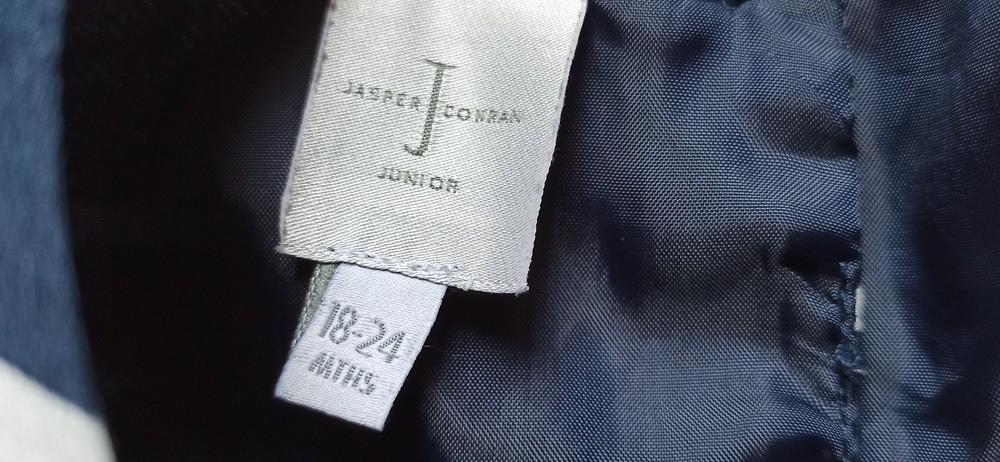 JASPER J CONRAN
JUNIOR
18-24
MTHS